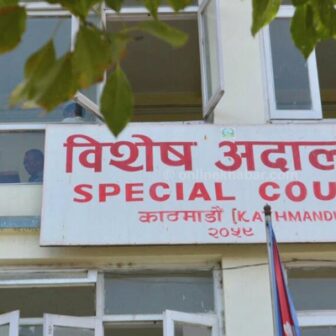 विशेष अदाल
SPECIAL COU
काठमाडौं (KATHMANDU
२०५९